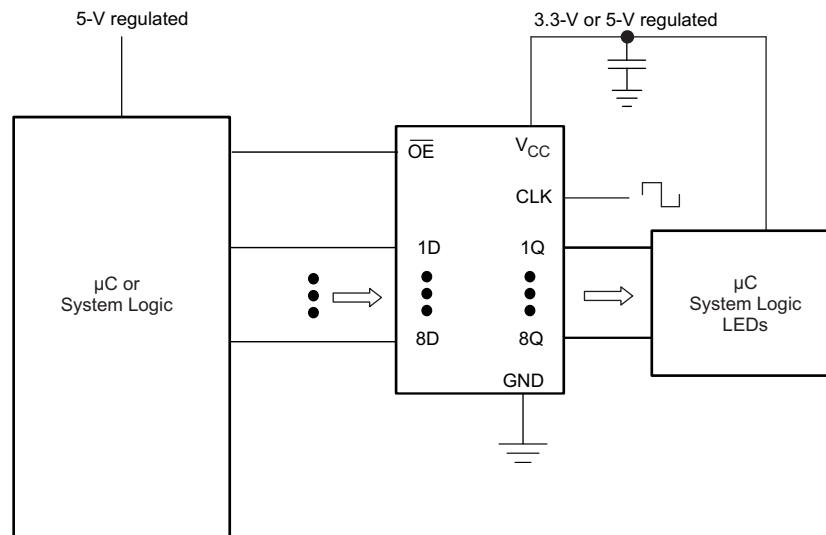 5-V regulated
3.3-V or 5-V regulated
OE
VCC
CLK
1D
1Q
µC or
System Logic
µC
System Logic
LEDs
8D
8Q
GND